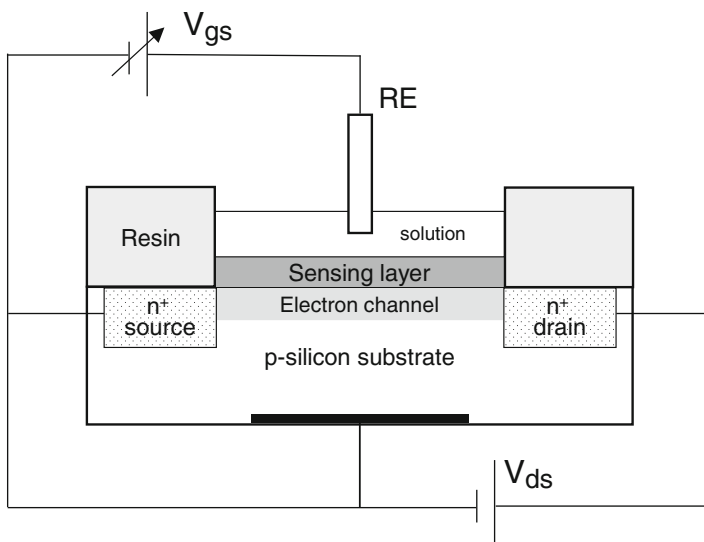 Vgs
RE
Resin
solution
Sensing layer
n+
source
Electron channel
n+
drain
p-silicon substrate
Vds